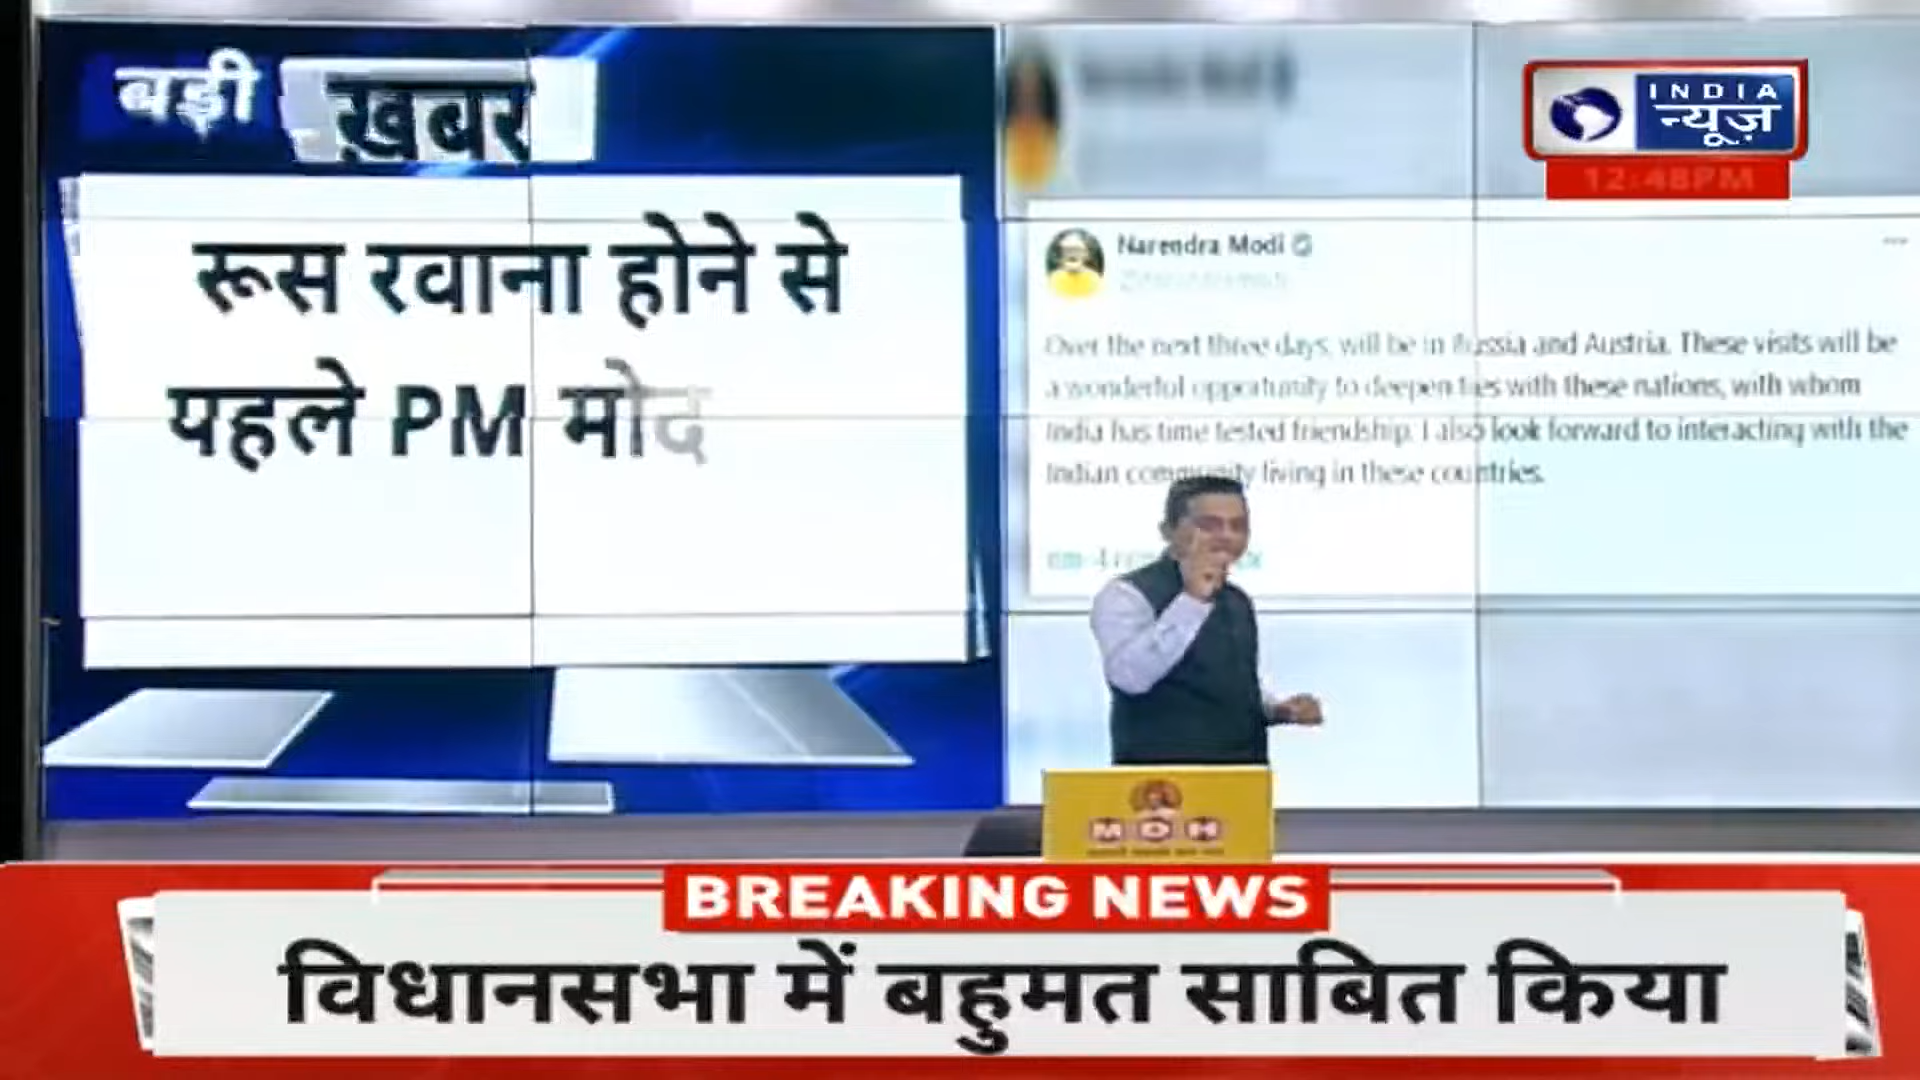 बड़ी ख़बर
रूस रवाना होने से
पहले PM मोद
INDIA
न्यूज़
12:48PM
Narendra Modi
Over the next three days, will be in Russia and Austria. These visits will be
a wonderful opportunity to deepen ties with these nations, with whom
India has time tested friendship. I also look forward to interacting with the
Indian community living in these countries.
MDH
BREAKING NEWS
विधानसभा में बहुमत साबित किया